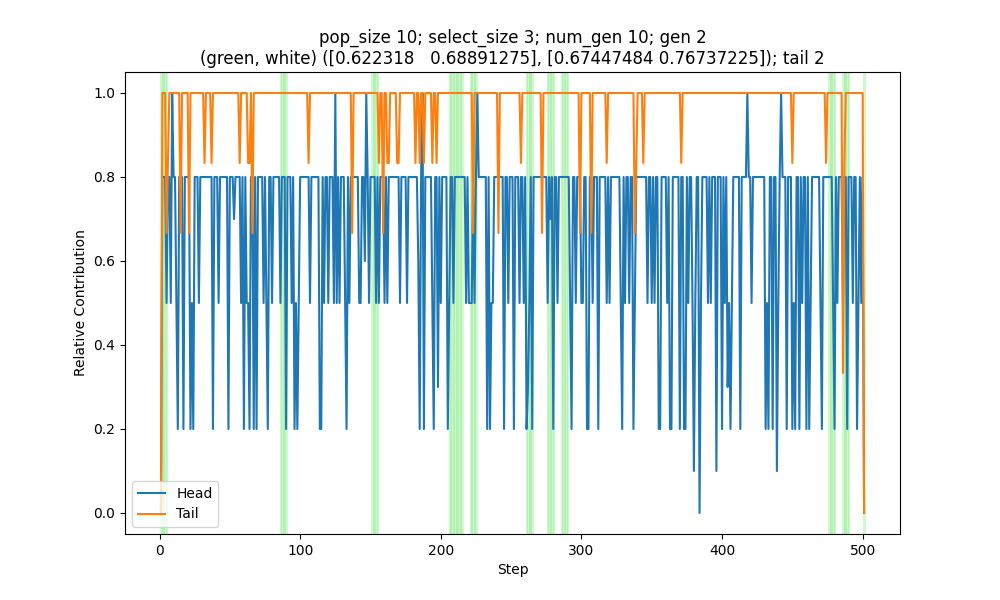 pop_size 10; select_size 3; num_gen 10; gen 2
(green, white) ([0.622318   0.68891275], [0.67447484 0.76737225]); tail 2
1.0
0.8
0.6
0.4
0.2
0.0
Relative Contribution
Head
Tail
0
100
200
300
400
500
Step